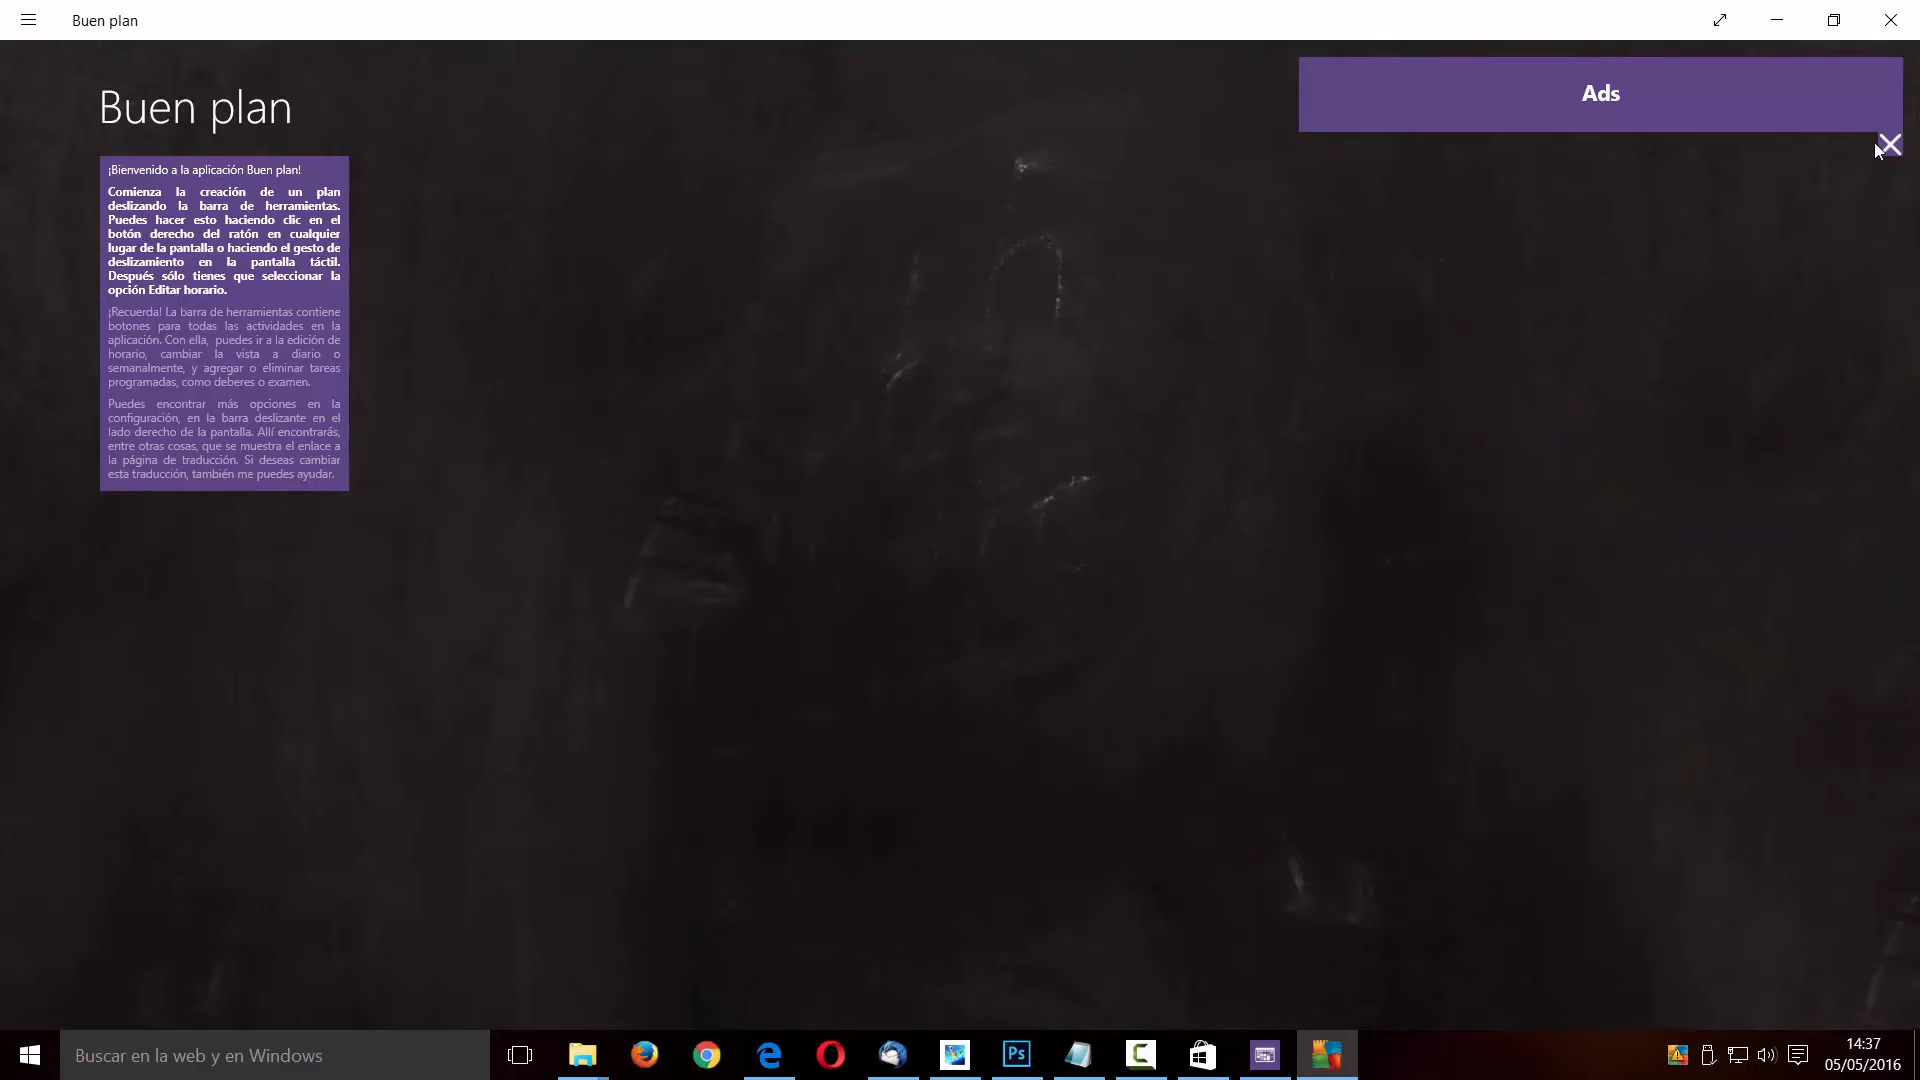 Buen plan
Buen plan
Ads
¡Bienvenido a la aplicación Buen plan!
Comienza la creación de un plan
deslizando la barra de herramientas.
Puedes hacer esto haciendo clic en el
botón derecho del ratón en cualquier
lugar de la pantalla o haciendo el gesto de
deslizamiento en la pantalla táctil.
Después sólo tienes que seleccionar la
opción Editar horario.
¡Recuerda! La barra de herramientas contiene
botones para todas las actividades en la
aplicación. Con ella, puedes ir a la edición de
horario, cambiar la vista a diario o
semanalmente, y agregar o eliminar tareas
programadas, como deberes o examen.
Puedes encontrar más opciones en la
configuración, en la barra deslizante en el
lado derecho de la pantalla. Allí encontrarás,
entre otras cosas, que se muestra el enlace a
la página de traducción. Si deseas cambiar
esta traducción, también me puedes ayudar.
Buscar en la web y en Windows
Ps
14:37
05/05/2016